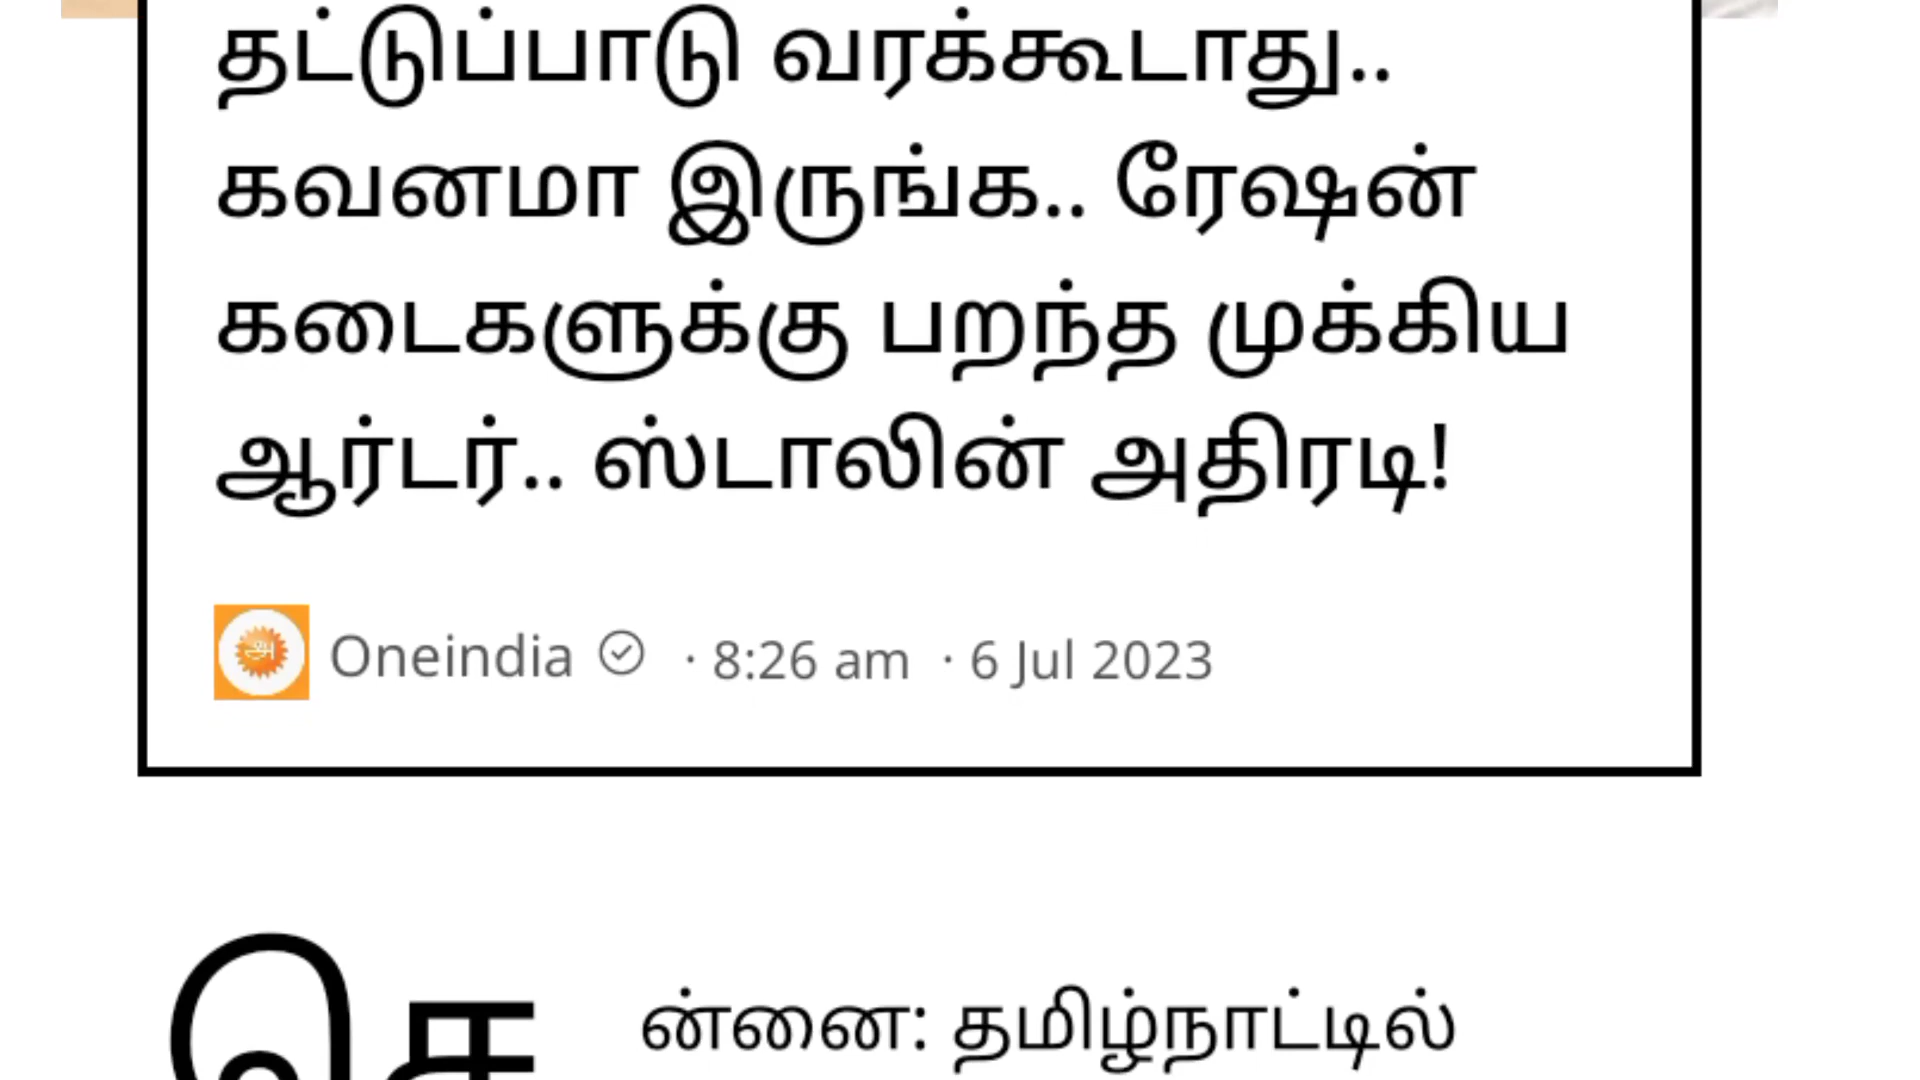 தட்டுப்பாடு வரக்கூடாது..
கவனமா இருங்க.. ரேஷன்
கடைகளுக்கு பறந்த முக்கிய
ஆர்டர்.. ஸ்டாலின் அதிரடி!
அ
Oneindia · 8:26 am · 6 Jul 2023
செ ன்னை: தமிழ்நாட்டில்